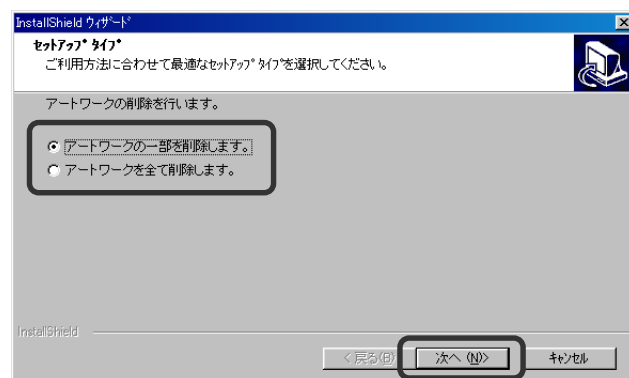 InstallShield ウィザード
セットアップ タイプ
ご利用方法に合わせて最適なセットアップ タイプを選択してください。
アートワークの削除を行います。
アートワークの一部を削除します。
アートワークを全て削除します。
InstallShield
< 戻る(B) 次へ (N)> キャンセル